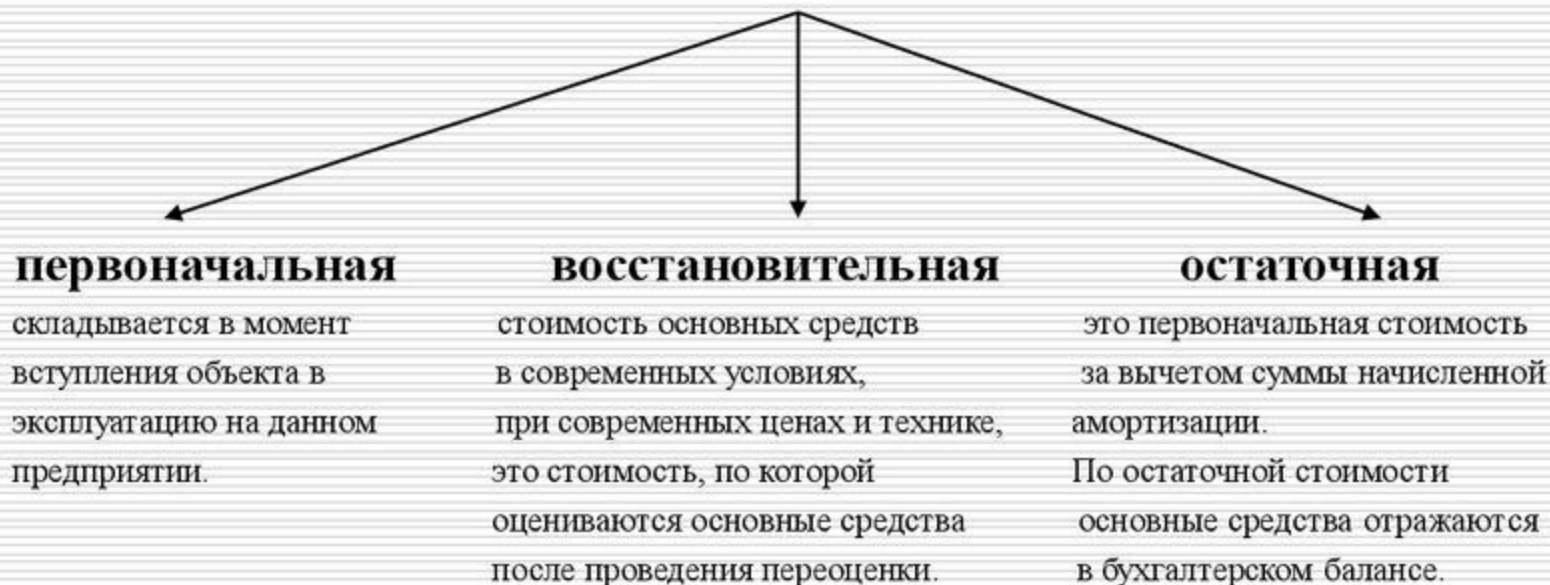 первоначальная
складывается в момент
вступления объекта в
эксплуатацию на данном
предприятии.
восстановительная
стоимость основных средств
в современных условиях,
при современных ценах и технике,
это стоимость, по которой
оцениваются основные средства
после проведения переоценки.
остаточная
это первоначальная стоимость
за вычетом суммы начисленной
амортизации.
По остаточной стоимости
основные средства отражаются
в бухгалтерском балансе.